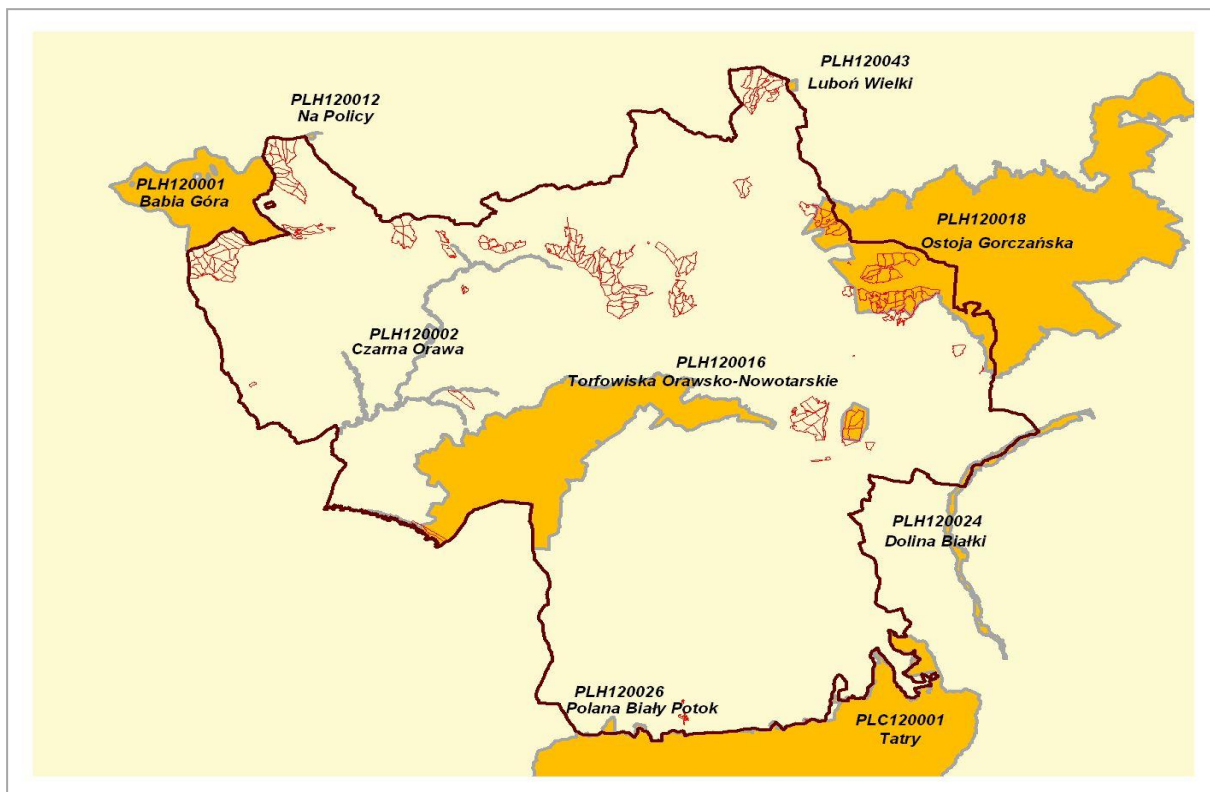 PLH120043
Luboń Wielki
PLH120012
Na Policy
PLH120001
Babia Góra
PLH120018
Ostoja Gorczańska
PLH120002
Czarna Orawa
PLH120016
Torfowiska Orawsko-Nowotarskie
PLH120024
Dolina Białki
PLH120026
Polana Biały Potok
PLC120001
Tatry